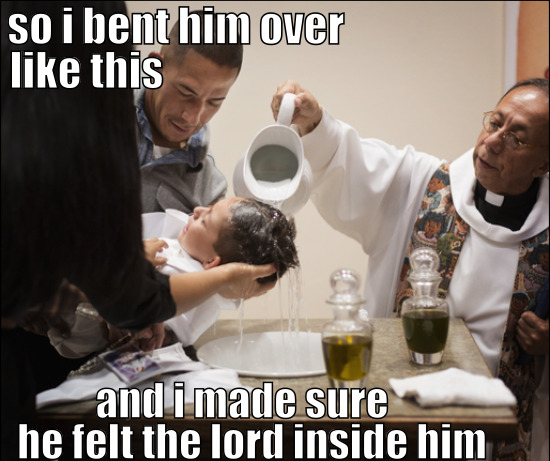 so i bent him over
like this
and i made sure
he felt the lord inside him